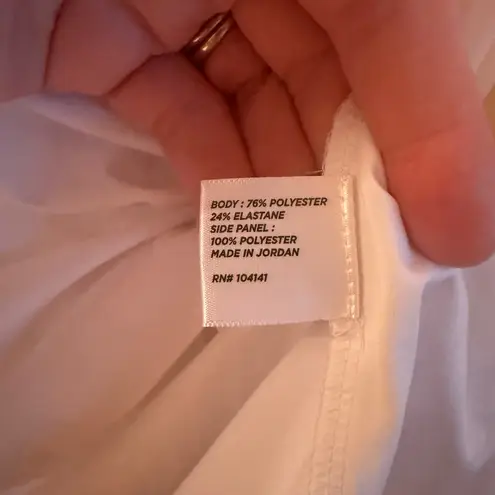 BODY : 76% POLYESTER
24% ELASTANE
SIDE PANEL :
100% POLYESTER
MADE IN JORDAN
RN# 104141